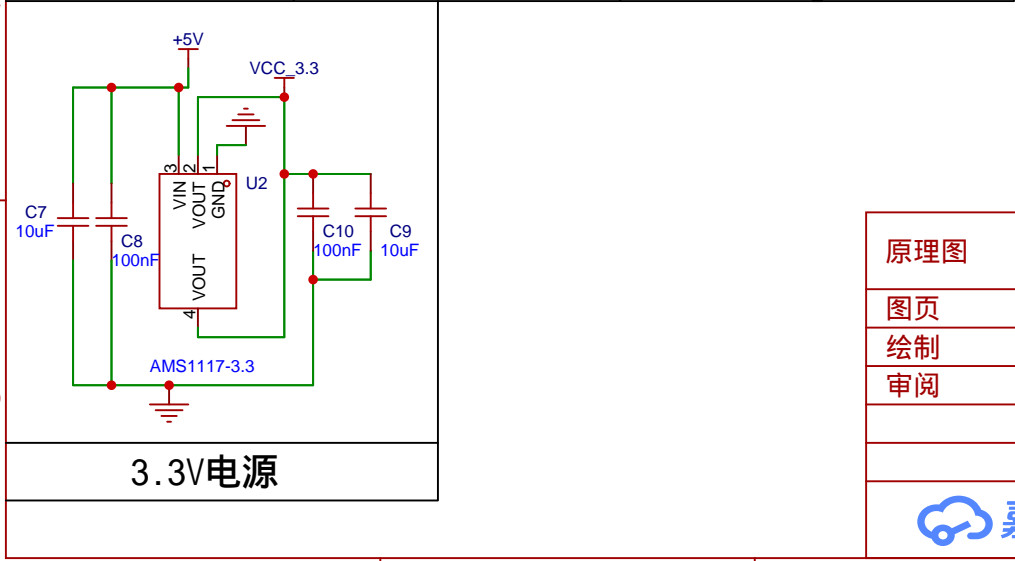 +5V
VCC_3.3
3
2
1
VIN
VOUT
GND
U2
C7
10uF
C8
100nF
C10
100nF
C9
10uF
VOUT
4
AMS1117-3.3
3.3V电源
原理图
图页
绘制
审阅